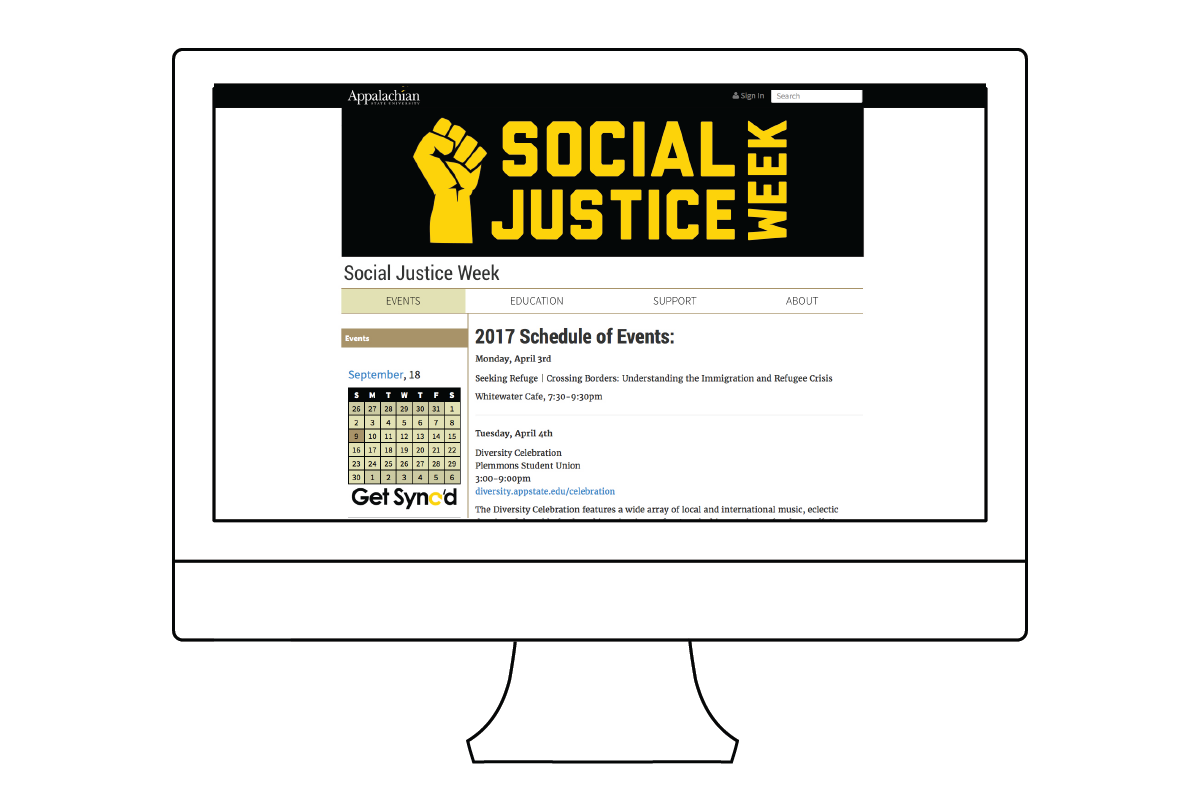 Appalachian
STATE UNIVERSITY
Sign In
Search
SOCIAL
JUSTICE
WEEK
Social Justice Week
EVENTS EDUCATION SUPPORT ABOUT
Events
September, 18
S M T W T F S
26 27 28 29 30 31 1
2 3 4 5 6 7 8
9 10 11 12 13 14 15
16 17 18 19 20 21 22
23 24 25 26 27 28 29
30 1 2 3 4 5 6
Get Sync'd
2017 Schedule of Events:
Monday, April 3rd
Seeking Refuge | Crossing Borders: Understanding the Immigration and Refugee Crisis
Whitewater Cafe, 7:30-9:30pm
Tuesday, April 4th
Diversity Celebration
Plemmons Student Union
3:00-9:00pm
diversity.appstate.edu/celebration
The Diversity Celebration features a wide array of local and international music, eclectic